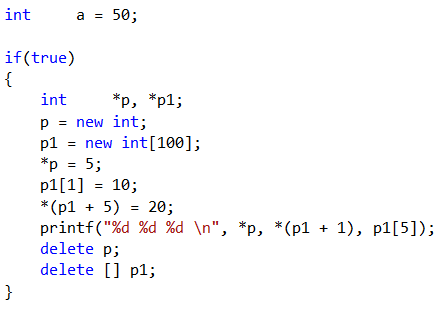 int     a = 50;

if(true)
{
    int     *p, *p1;
    p = new int;
    p1 = new int[100];
    *p = 5;
    p1[1] = 10;
    *(p1 + 5) = 20;
    printf("%d %d %d \n", *p, *(p1 + 1), p1[5]);
    delete p;
    delete [] p1;
}